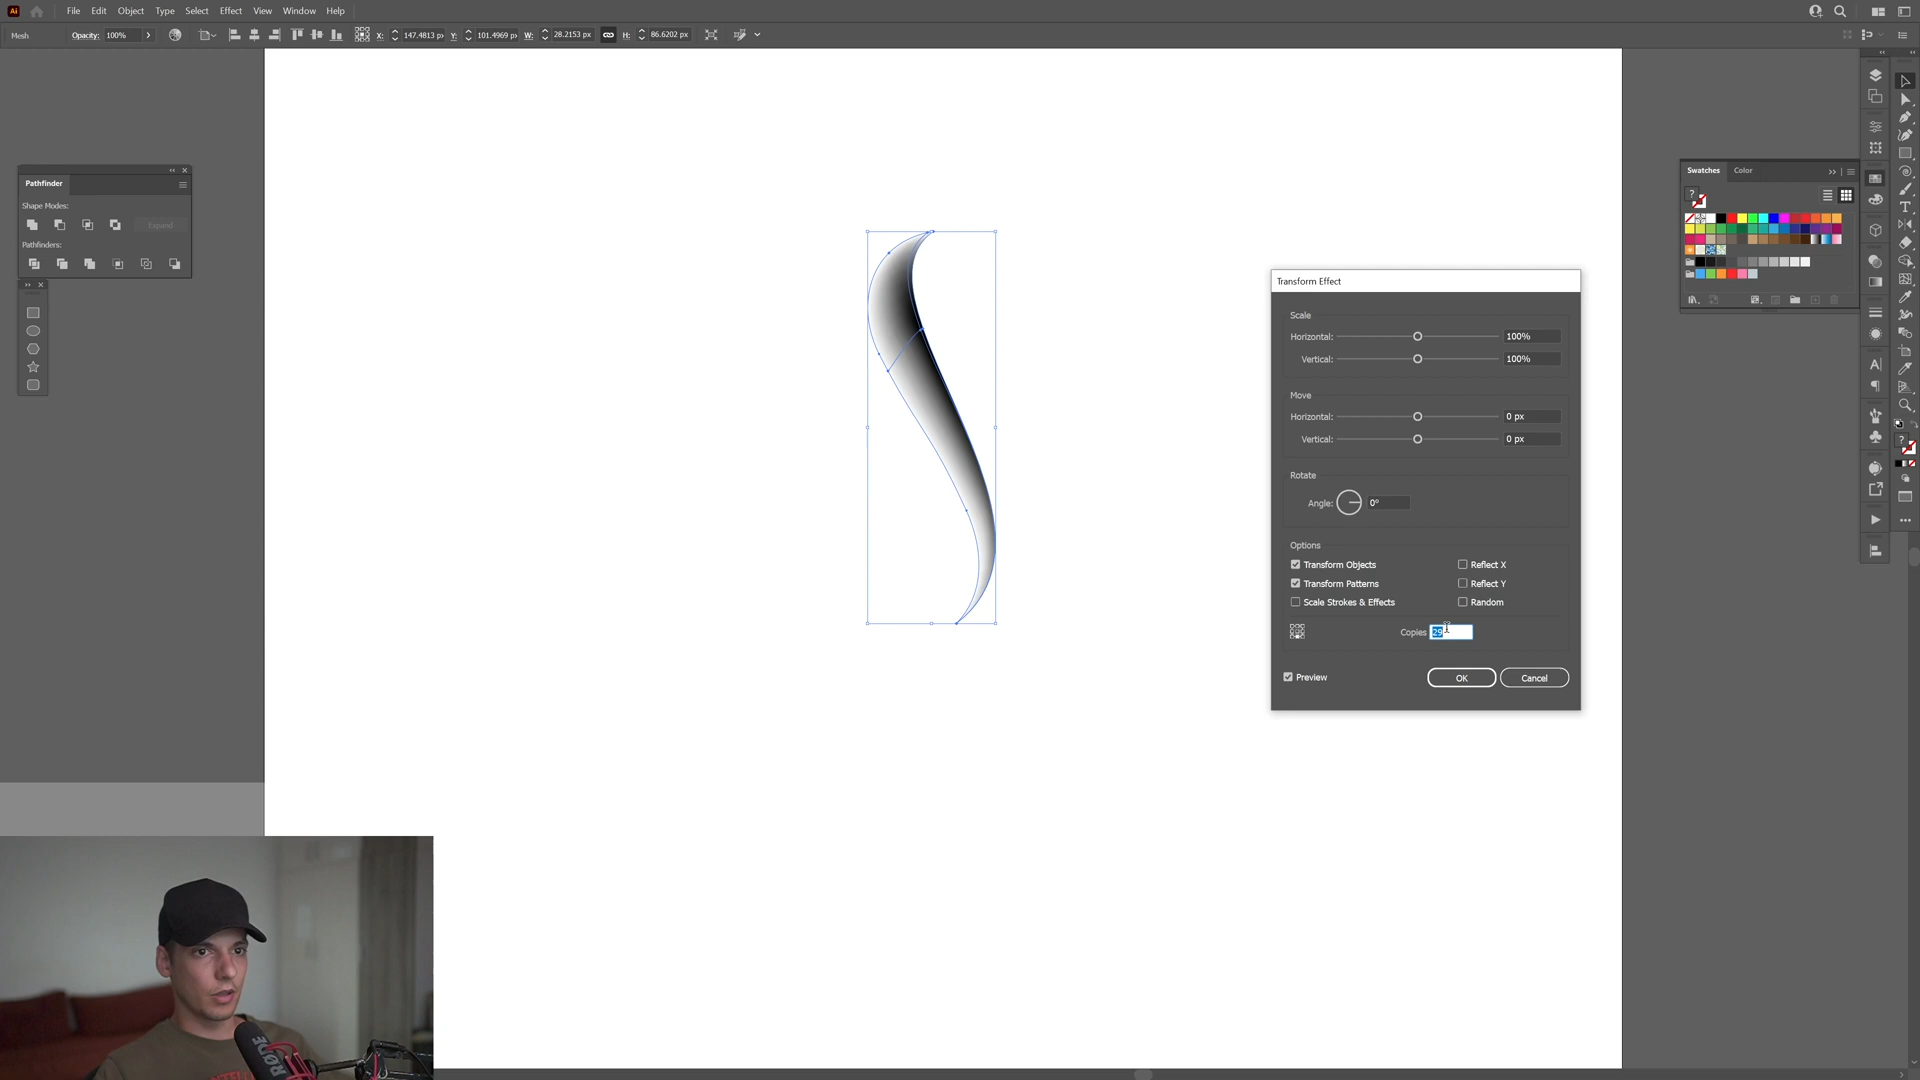 Ai File Edit Object Type Select Effect View Window Help
Mesh Opacity: 100% X: 147.4813 px Y: 101.4969 px W: 28.2153 px H: 86.6202 px
Pathfinder
Shape Modes:
Expand
Pathfinders:
Swatches Color
?
Transform Effect
Scale
Horizontal: 100%
Vertical: 100%
Move
Horizontal: 0 px
Vertical: 0 px
Rotate
Angle: 0°
Options
Transform Objects Reflect X
Transform Patterns Reflect Y
Scale Strokes & Effects Random
Copies 29
Preview OK Cancel
RØDE